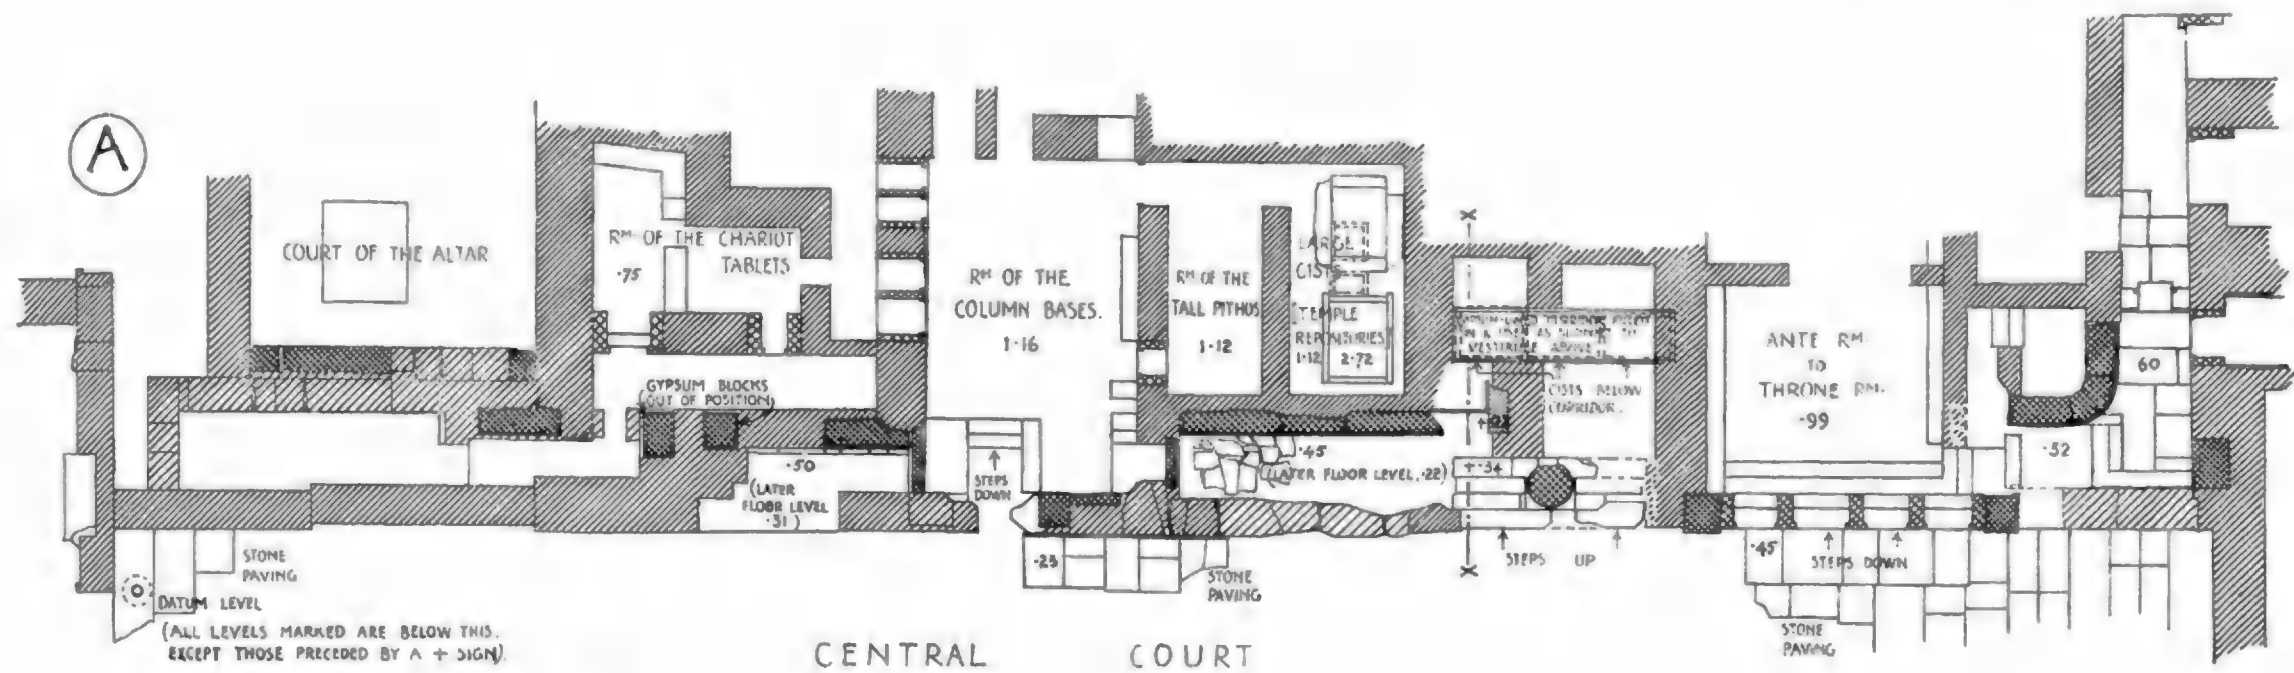 A
COURT OF THE ALTAR
RM. OF THE CHARIOT
TABLETS
·75
RM OF THE
COLUMN BASES.
1·16
RM OF THE
TALL PITHOS
1·12
LARGE
CISTS
TEMPLE
REPOSITORIES
1·12
2·72
X
CISTS BELOW
CORRIDOR.
ANTE RM.
TO
THRONE RM.
·99
60
·52
GYPSUM BLOCKS
(OUT OF POSITION)
·50
(LATER
FLOOR LEVEL
·31)
STEPS
DOWN
·45
(LATER FLOOR LEVEL ·22)
+·34
STONE
PAVING
DATUM LEVEL
(ALL LEVELS MARKED ARE BELOW THIS.
EXCEPT THOSE PRECEDED BY A + SIGN).
·23
STONE
PAVING
STEPS UP
X
·45
STEPS DOWN
STONE
PAVING
CENTRAL COURT